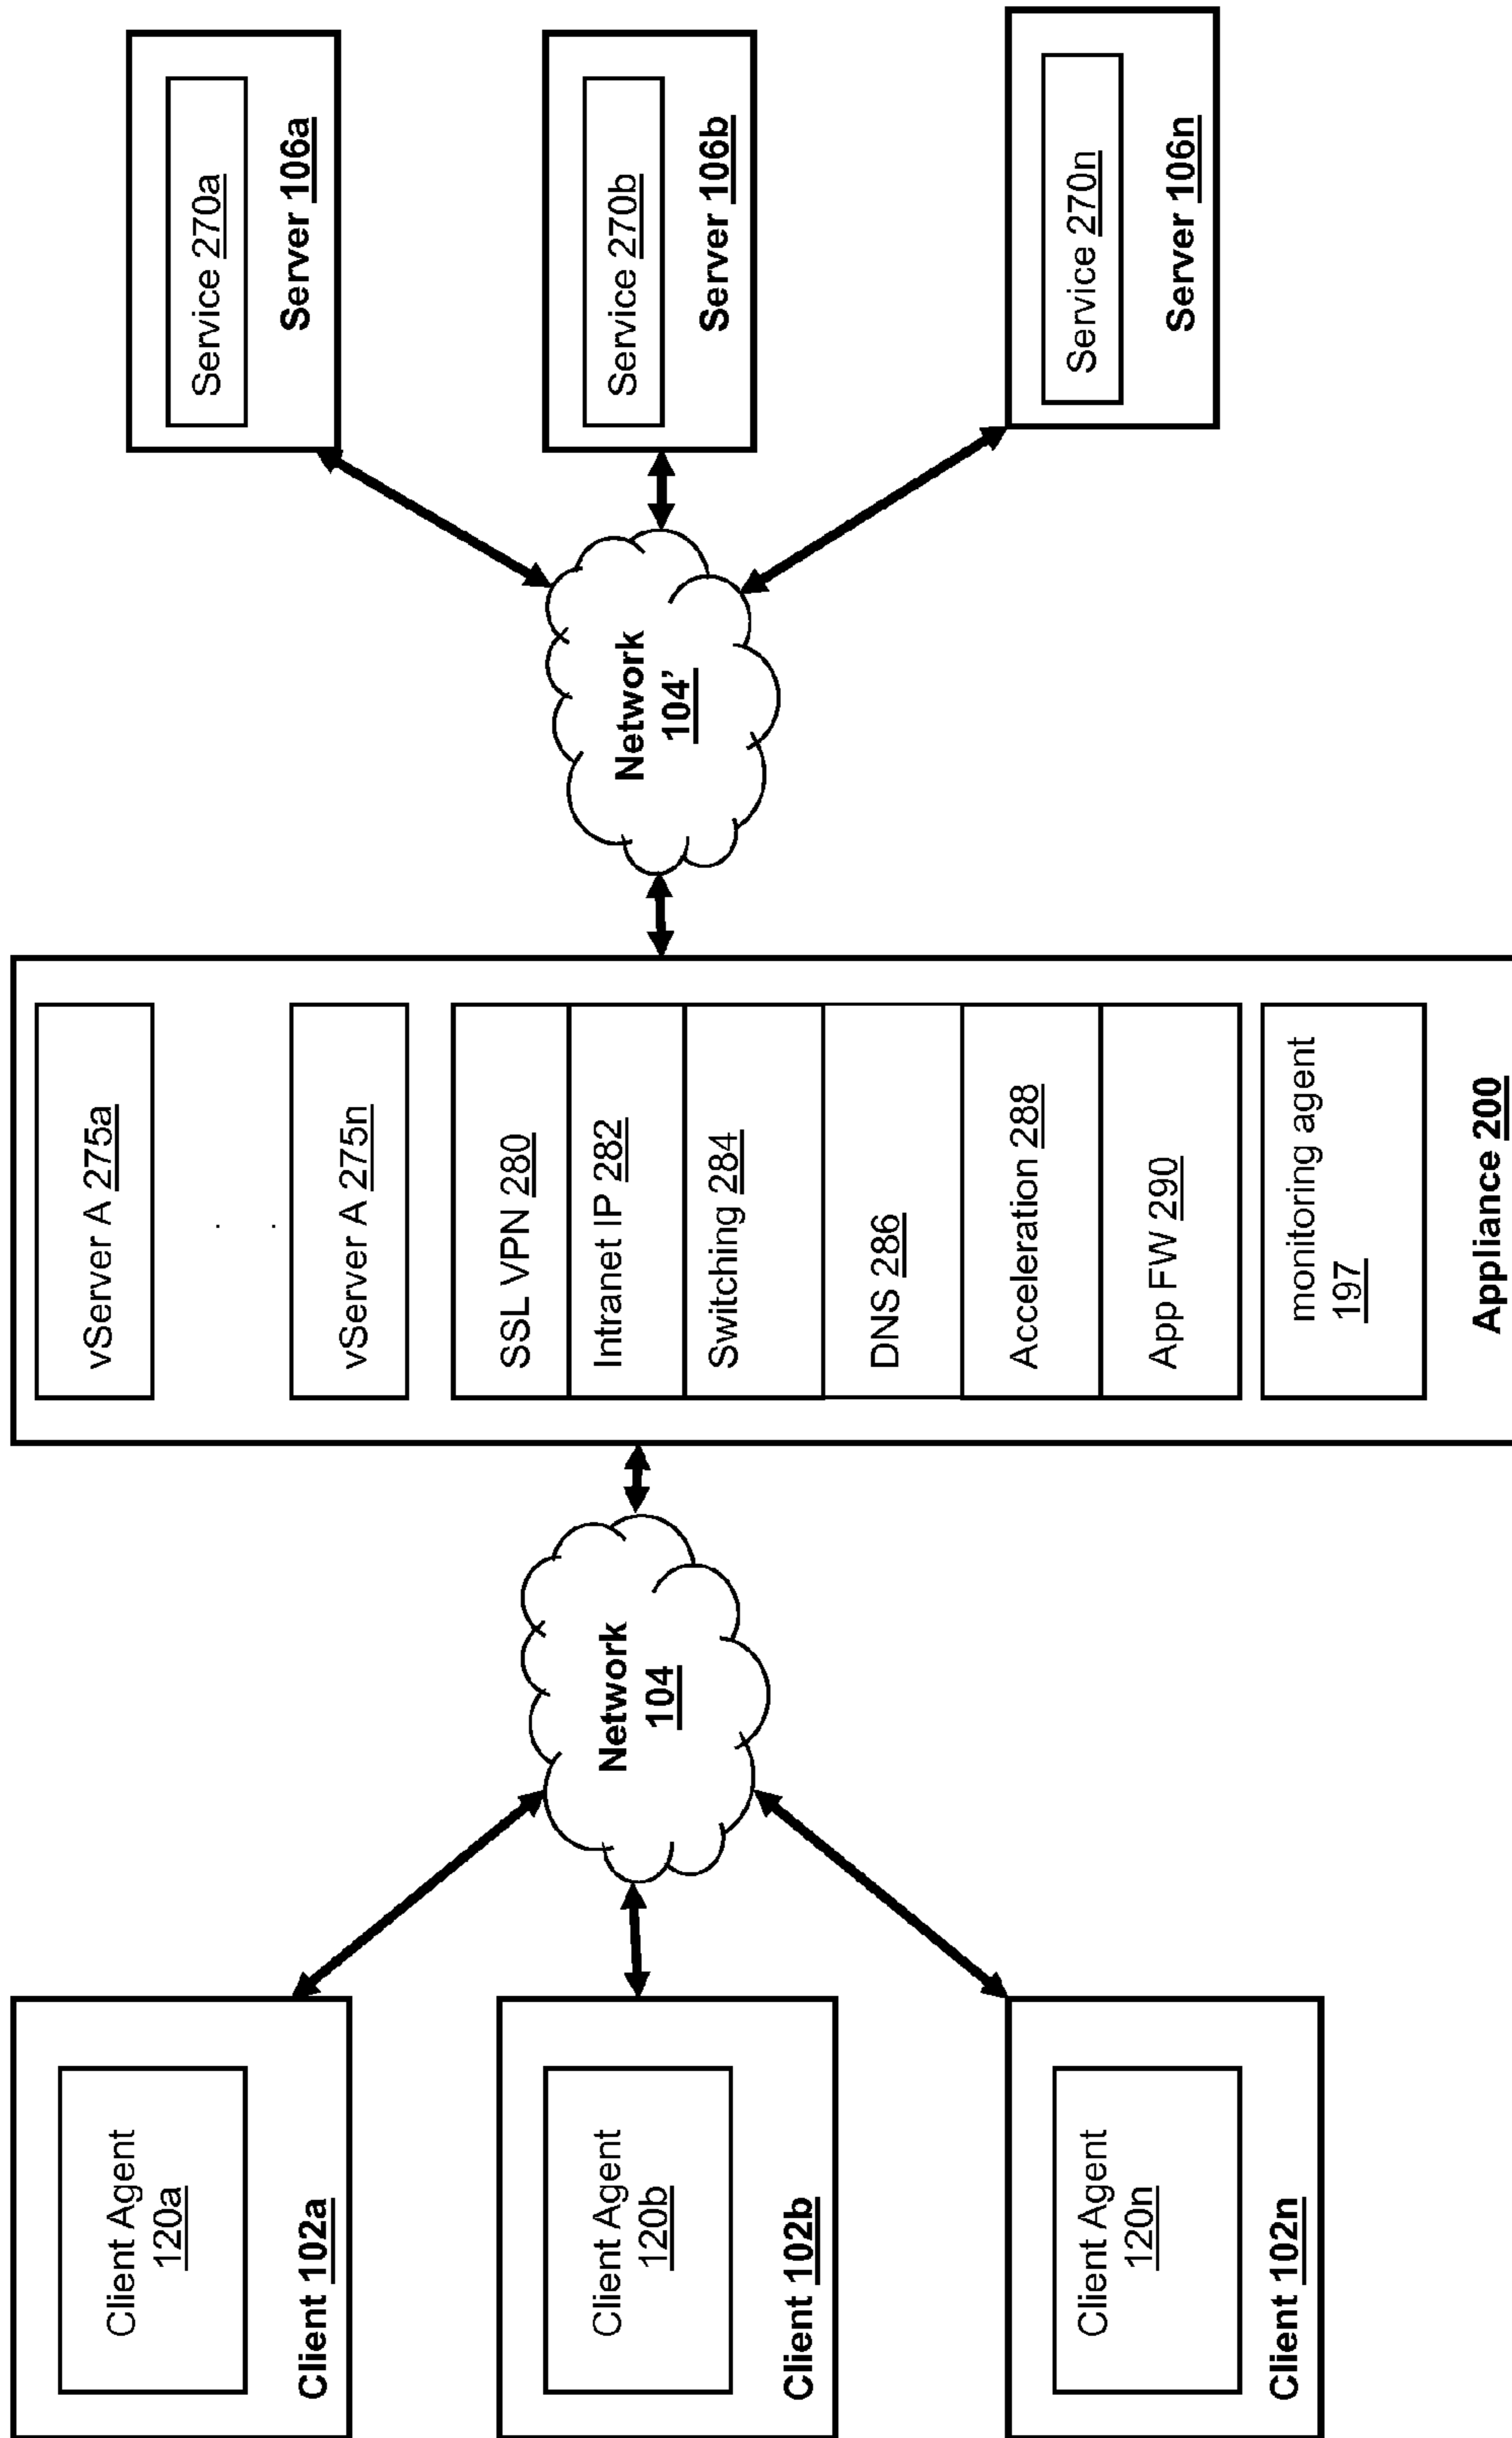 Client Agent
120a
Client 102a
Client Agent
120b
Client 102b
Client Agent
120n
Client 102n
Network
104
vServer A 275a
vServer A 275n
SSL VPN 280
Intranet IP 282
Switching 284
DNS 286
Acceleration 288
App FW 290
monitoring agent
197
Appliance 200
Network
104’
Service 270a
Server 106a
Service 270b
Server 106b
Service 270n
Server 106n